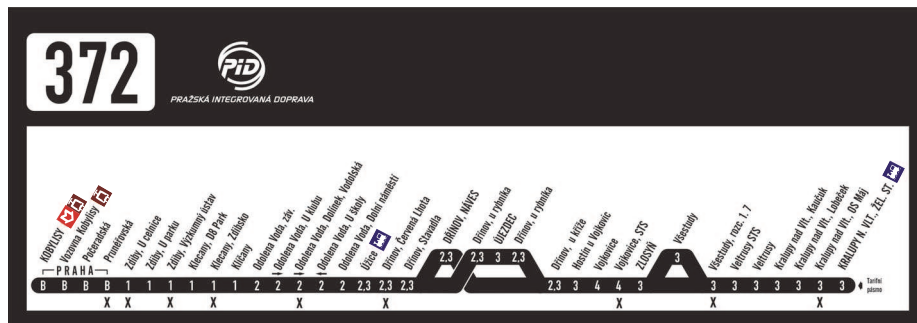 372
PID
PRAŽSKÁ INTEGROVANÁ DOPRAVA
KOBYLISY
Vozovna Kobylisy
Počeradská
Prunéřovská
Zdiby, U celnice
Zdiby, U parku
Zdiby, Výzkumný ústav
Klecany, DB Park
Klecany, Zdibsko
Klíčany
Odolena Voda, záv.
Odolena Voda, U klubu
Odolena Voda, Dolínek, Vodolská
Odolena Voda, U školy
Odolena Voda, Dolní náměstí
Úžice
Dřínov, Červená Lhota
Dřínov, Stavadla
DŘÍNOV, NÁVES
Dřínov, u rybníka
ÚJEZDEC
Dřínov, u rybníka
Dřínov, u kříže
Hostín u Vojkovic
Vojkovice
Vojkovice, STS
ZLOSYŇ
Všestudy
Všestudy, rozc. 1.7
Veltrusy STS
Veltrusy
Kralupy nad Vlt., Kaučuk
Kralupy nad Vlt., Lobeček
Kralupy nad Vlt., OS Máj
KRALUPY N. VLT., ŽEL. ST.
PRAHA
2,3 2,3 3 2,3 3
B B B B 1 1 1 1 1 1 2 2 2 2 2 2,3 2,3 2,3 2,3 3 4 4 3 3 3 3 3 3 3 3
Tarifní
pásmo
X X X X X X X X X